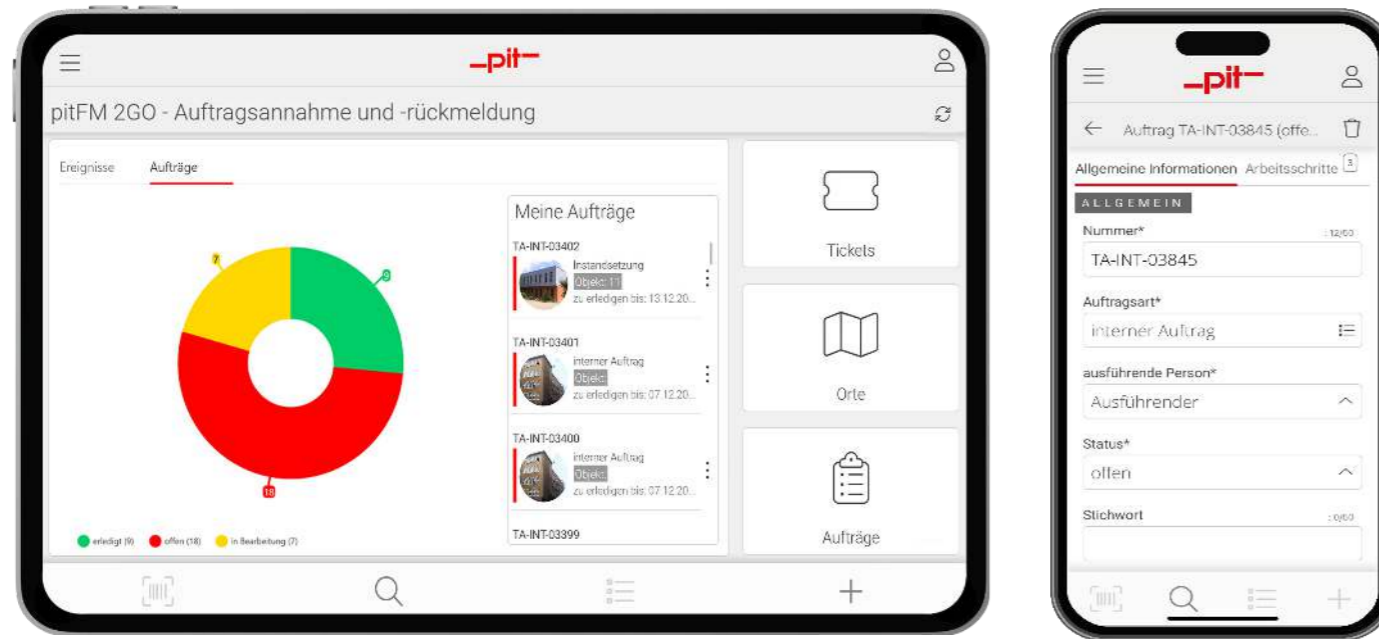 pit
pitFM 2GO - Auftragsannahme und -rückmeldung
Ereignisse
Aufträge
7
9
18
erledigt (9)
offen (18)
in Bearbeitung (7)
Meine Aufträge
TA-INT-03402
Instandsetzung
Objekt: 11
zu erledigen bis: 13.12.20...
TA-INT-03401
interner Auftrag
Objekt:
zu erledigen bis: 07.12.20...
TA-INT-03400
interner Auftrag
Objekt:
zu erledigen bis: 07.12.20...
TA-INT-03399
Tickets
Orte
Aufträge
pit
Auftrag TA-INT-03845 (offe...
Allgemeine Informationen
Arbeitsschritte
3
ALLGEMEIN
Nummer*
: 12/60
TA-INT-03845
Auftragsart*
interner Auftrag
ausführende Person*
Ausführender
Status*
offen
Stichwort
: 0/60